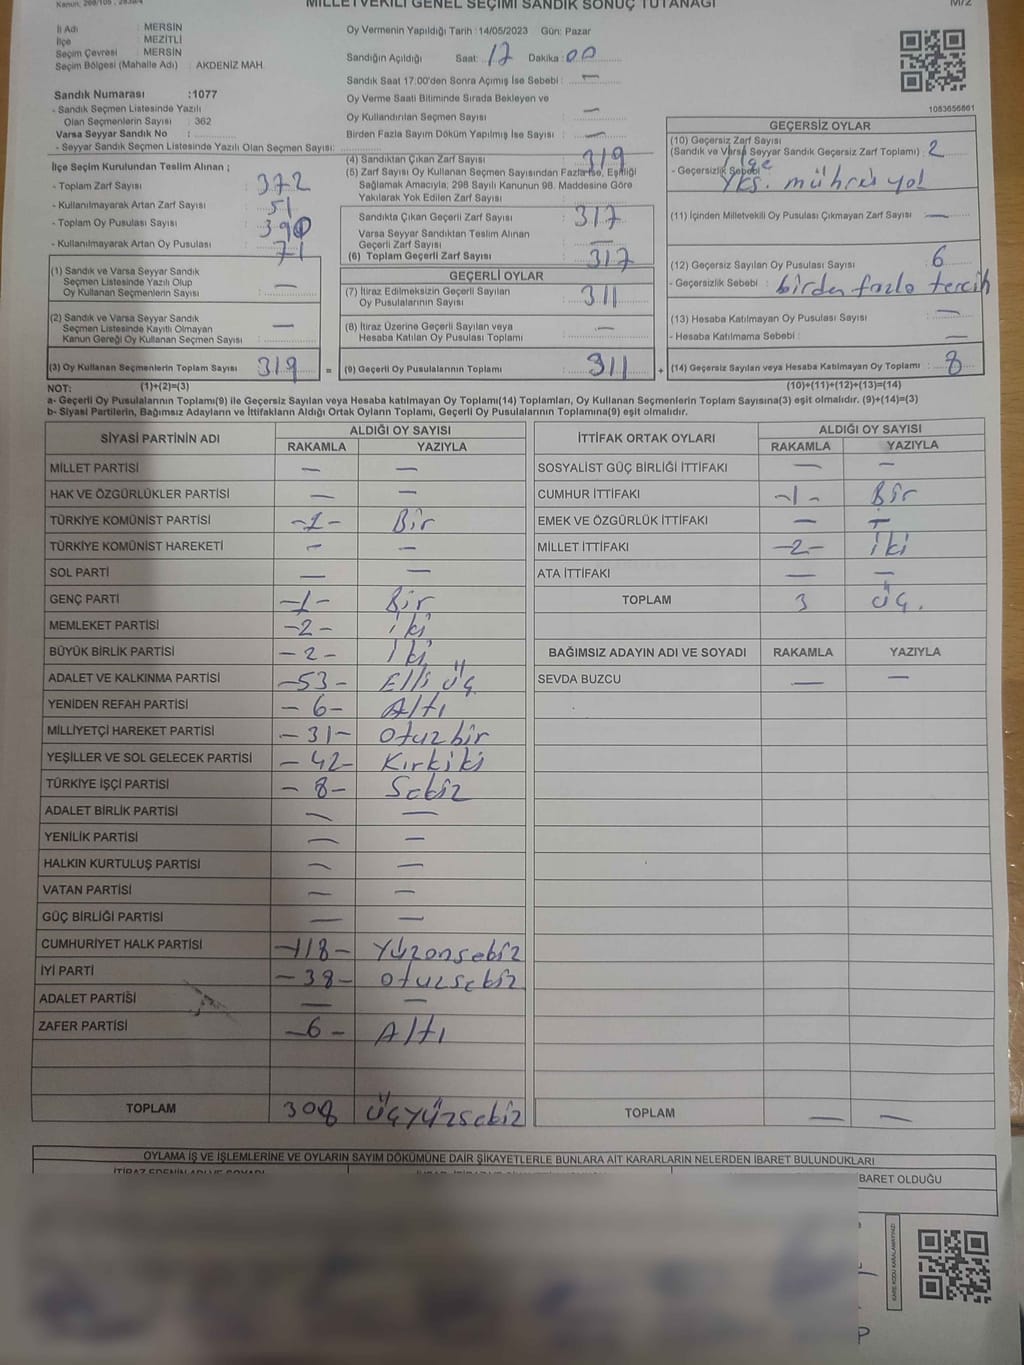 MİLLETVEKİLİ GENEL SEÇİMİ SANDIK SONUÇ TUTANAĞI
M/2
İl Adı : MERSİN
İlçe : MEZİTLİ
Seçim Çevresi : MERSİN
Seçim Bölgesi (Mahalle Adı) : AKDENİZ MAH.
Sandık Numarası :1077
- Sandık Seçmen Listesinde Yazılı
Olan Seçmenlerin Sayısı : 362
Varsa Seyyar Sandık No :
- Seyyar Sandık Seçmen Listesinde Yazılı Olan Seçmen Sayısı:
Oy Vermenin Yapıldığı Tarih : 14/05/2023 Gün: Pazar
Sandığın Açıldığı Saat: 17 Dakika: 00
Sandık Saat 17:00'den Sonra Açımış İse Sebebi : —
Oy Verme Saati Bitiminde Sırada Bekleyen ve
Oy Kullandırılan Seçmen Sayısı : —
Birden Fazla Sayım Döküm Yapılmış İse Sayısı : —
1083656861
İlçe Seçim Kurulundan Teslim Alınan ;
- Toplam Zarf Sayısı : 372
- Kullanılmayarak Artan Zarf Sayısı : 51
- Toplam Oy Pusulası Sayısı : 390
- Kullanılmayarak Artan Oy Pusulası : 71
(1) Sandık ve Varsa Seyyar Sandık
Seçmen Listesinde Yazılı Olup
Oy Kullanan Seçmenlerin Sayısı : —
(2) Sandık ve Varsa Seyyar Sandık
Seçmen Listesinde Kayıtlı Olmayan
Kanun Gereği Oy Kullanan Seçmen Sayısı : —
(3) Oy Kullanan Seçmenlerin Toplam Sayısı : 319 =
(4) Sandıktan Çıkan Zarf Sayısı : 319
(5) Zarf Sayısı Oy Kullanan Seçmen Sayısından Fazla İse, Eşitliği
Sağlamak Amacıyla, 298 Sayılı Kanunun 98. Maddesine Göre
Yakılarak Yok Edilen Zarf Sayısı
Sandıkta Çıkan Geçerli Zarf Sayısı : 317
Varsa Seyyar Sandıktan Teslim Alınan
Geçerli Zarf Sayısı : —
(6) Toplam Geçerli Zarf Sayısı : 317
GEÇERLİ OYLAR
(7) İtiraz Edilmeksizin Geçerli Sayılan
Oy Pusulalarının Sayısı : 311
(8) İtiraz Üzerine Geçerli Sayılan veya
Hesaba Katılan Oy Pusulası Toplamı : —
(9) Geçerli Oy Pusulalarının Toplamı : 311 +
GEÇERSİZ OYLAR
(10) Geçersiz Zarf Sayısı
(Sandık ve Varsa Seyyar Sandık Geçersiz Zarf Toplamı) : 2
- Geçersizlik Sebebi : ilçe
Yks. mührü yok
(11) İçinden Milletvekili Oy Pusulası Çıkmayan Zarf Sayısı : —
(12) Geçersiz Sayılan Oy Pusulası Sayısı : 6
- Geçersizlik Sebebi : birden fazla tercih
(13) Hesaba Katılmayan Oy Pusulası Sayısı : —
- Hesaba Katılmama Sebebi : —
(14) Geçersiz Sayılan veya Hesaba Katılmayan Oy Toplamı : 8
NOT: (1)+(2)=(3) (10)+(11)+(12)+(13)=(14)
a- Geçerli Oy Pusulalarının Toplamı(9) ile Geçersiz Sayılan veya Hesaba katılmayan Oy Toplamı(14) Toplamları, Oy Kullanan Seçmenlerin Toplam Sayısına(3) eşit olmalıdır. (9)+(14)=(3)
b- Siyasi Partilerin, Bağımsız Adayların ve İttifakların Aldığı Ortak Oyların Toplamı, Geçerli Oy Pusulalarının Toplamına(9) eşit olmalıdır.
SİYASİ PARTİNİN ADI ALDIĞI OY SAYISI
RAKAMLA YAZIYLA
MİLLET PARTİSİ — —
HAK VE ÖZGÜRLÜKLER PARTİSİ — —
TÜRKİYE KOMÜNİST PARTİSİ -1- Bir
TÜRKİYE KOMÜNİST HAREKETİ — —
SOL PARTİ — —
GENÇ PARTİ -1- Bir
MEMLEKET PARTİSİ -2- iki
BÜYÜK BİRLİK PARTİSİ -2- İki
ADALET VE KALKINMA PARTİSİ -53- Elli üç
YENİDEN REFAH PARTİSİ -6- Altı
MİLLİYETÇİ HAREKET PARTİSİ -31- otuzbir
YEŞİLLER VE SOL GELECEK PARTİSİ -42- Kırkiki
TÜRKİYE İŞÇİ PARTİSİ -8- Sekiz
ADALET BİRLİK PARTİSİ — —
YENİLİK PARTİSİ — —
HALKIN KURTULUŞ PARTİSİ — —
VATAN PARTİSİ — —
GÜÇ BİRLİĞİ PARTİSİ — —
CUMHURİYET HALK PARTİSİ -118- Yüzonsekiz
İYİ PARTİ -38- otuzsekiz
ADALET PARTİSİ — —
ZAFER PARTİSİ -6- Altı
TOPLAM 308 üçyüzsekiz
İTTİFAK ORTAK OYLARI ALDIĞI OY SAYISI
RAKAMLA YAZIYLA
SOSYALİST GÜÇ BİRLİĞİ İTTİFAKI — —
CUMHUR İTTİFAKI -1- Bir
EMEK VE ÖZGÜRLÜK İTTİFAKI — —
MİLLET İTTİFAKI -2- iki
ATA İTTİFAKI — —
TOPLAM 3 üç.
BAĞIMSIZ ADAYIN ADI VE SOYADI RAKAMLA YAZIYLA
SEVDA BUZCU — —
TOPLAM — —
OYLAMA İŞ VE İŞLEMLERİNE VE OYLARIN SAYIM DÖKÜMÜNE DAİR ŞİKAYETLERLE BUNLARA AİT KARARLARIN NELERDEN İBARET BULUNDUKLARI
İTİRAZ EDENİN ADI VE SOYADI
BARET OLDUĞU